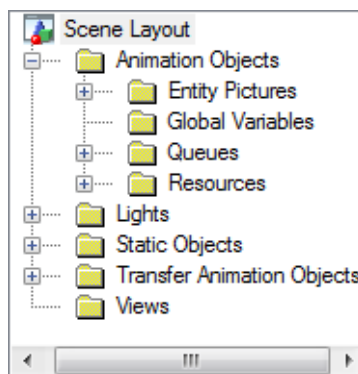 Scene Layout
Animation Objects
Entity Pictures
Global Variables
Queues
Resources
Lights
Static Objects
Transfer Animation Objects
Views